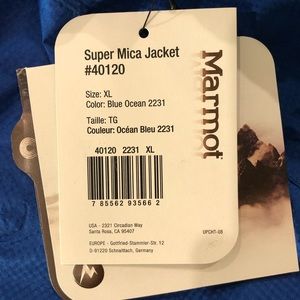 Super Mica Jacket
#40120
Size: XL
Color: Blue Ocean 2231
Taille: TG
Couleur: Océan Bleu 2231
40120 2231 XL
7 85562 93566 2
USA - 2321 Circadian Way
Santa Rosa, CA 95407
EUROPE - Gottfried-Stammler-Str. 12
D-91220 Schnaittach, Germany
UPCHT-08
Marmot